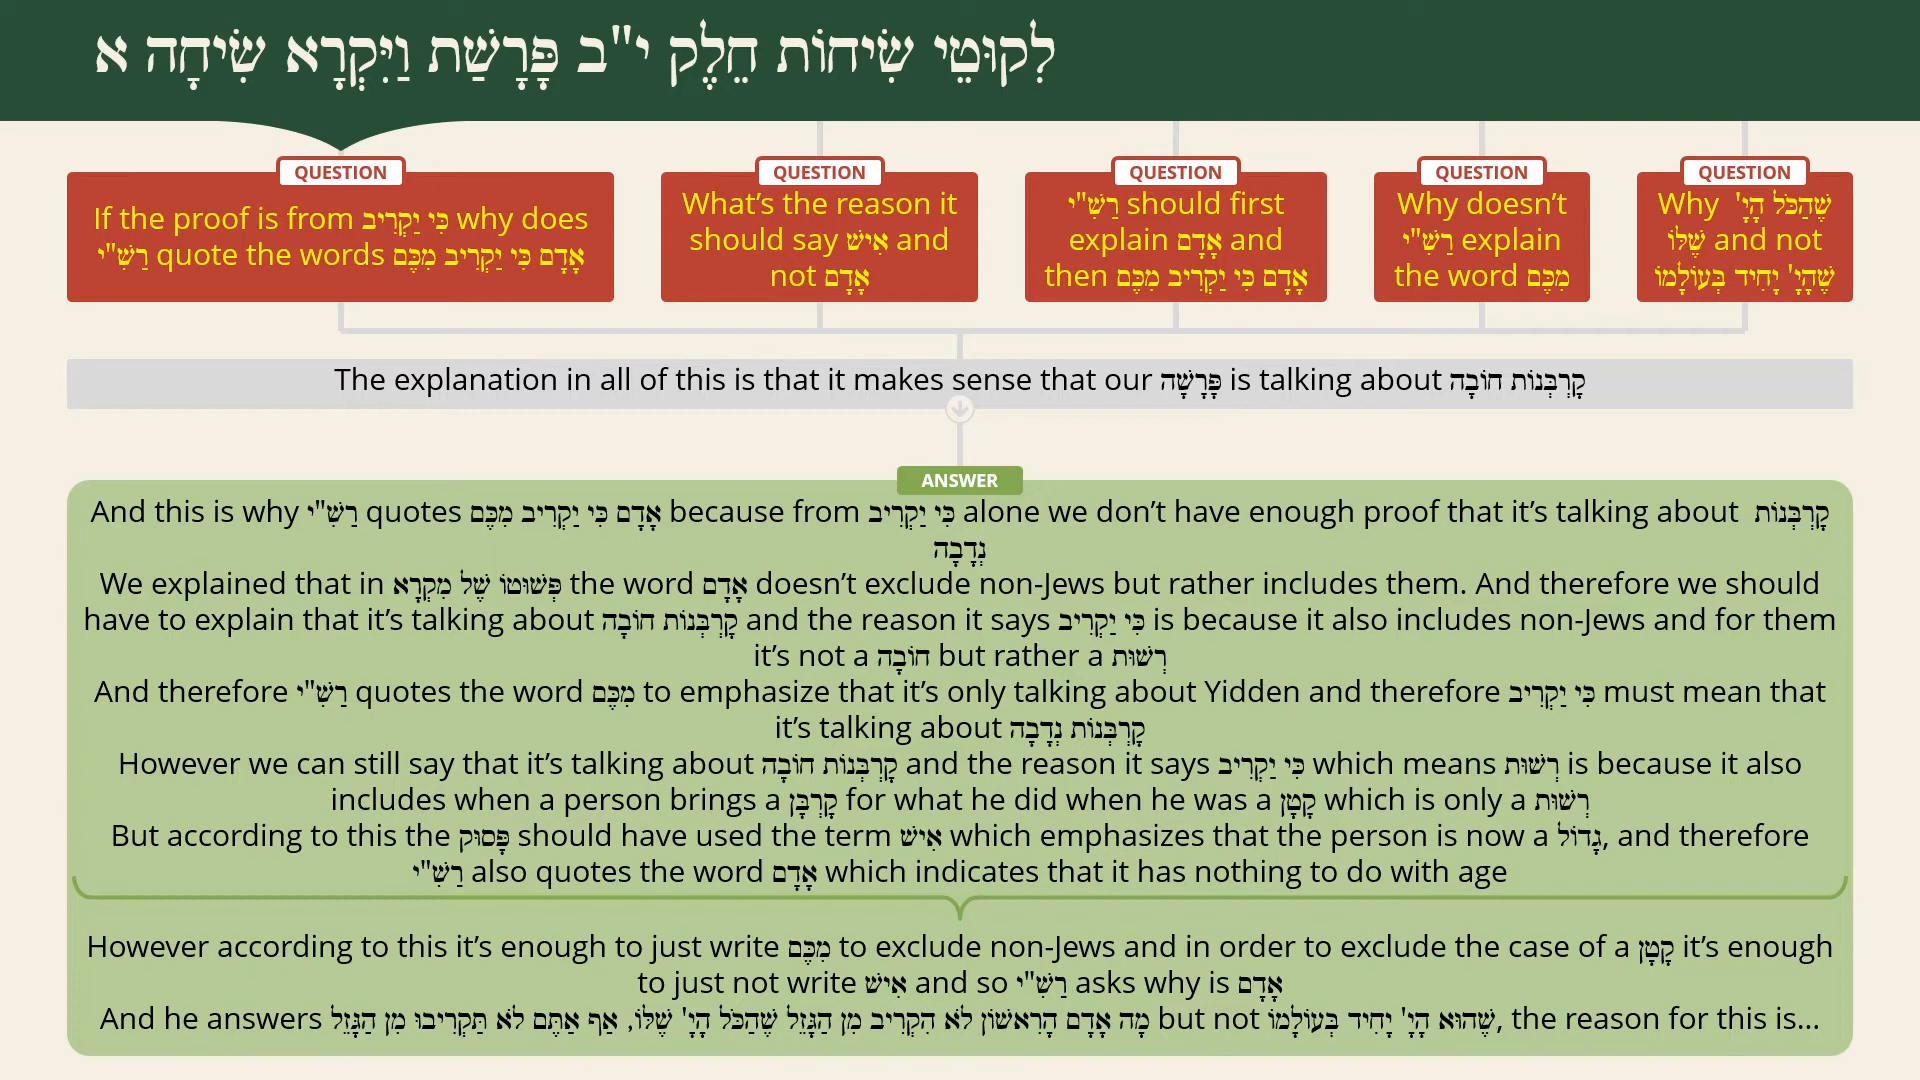 לִקוּטֵי שִׂיחוֹת חֵלֶק י"ב פָּרָשַׁת וַיִּקְרָא שִׂיחָה א
QUESTION
If the proof is from כִּי יַקְרִיב why does
רַשִׁ"י quote the words אָדָם כִּי יַקְרִיב מִכֶּם
QUESTION
What’s the reason it
should say אִישׁ and
not אָדָם
QUESTION
רַשִׁ"י should first
explain אָדָם and
then אָדָם כִּי יַקְרִיב מִכֶּם
QUESTION
Why doesn’t
רַשִׁ"י explain
the word מִכֶּם
QUESTION
Why שֶׁהַכֹּל הָיָ'
שֶׁלּוֹ and not
שֶׁהָיָ' יָחִיד בְּעוֹלָמוֹ
The explanation in all of this is that it makes sense that our פָּרָשָׁה is talking about קָרְבְּנוֹת חוֹבָה
ANSWER
And this is why רַשִׁ"י quotes אָדָם כִּי יַקְרִיב מִכֶּם because from כִּי יַקְרִיב alone we don’t have enough proof that it’s talking about קָרְבְּנוֹת
נְדָבָה
We explained that in פְּשׁוּטוֹ שֶׁל מִקְרָא the word אָדָם doesn’t exclude non-Jews but rather includes them. And therefore we should
have to explain that it’s talking about קָרְבְּנוֹת חוֹבָה and the reason it says כִּי יַקְרִיב is because it also includes non-Jews and for them
it’s not a חוֹבָה but rather a רְשׁוּת
And therefore רַשִׁ"י quotes the word מִכֶּם to emphasize that it’s only talking about Yidden and therefore כִּי יַקְרִיב must mean that
it’s talking about קָרְבְּנוֹת נְדָבָה
However we can still say that it’s talking about קָרְבְּנוֹת חוֹבָה and the reason it says כִּי יַקְרִיב which means רְשׁוּת is because it also
includes when a person brings a קָרְבָּן for what he did when he was a קָטָן which is only a רְשׁוּת
But according to this the פָּסוּק should have used the term אִישׁ which emphasizes that the person is now a גָדוֹל, and therefore
רַשִׁ"י also quotes the word אָדָם which indicates that it has nothing to do with age
However according to this it’s enough to just write מִכֶּם to exclude non-Jews and in order to exclude the case of a קָטָן it’s enough
to just not write אִישׁ and so רַשִׁ"י asks why is אָדָם
And he answers מָה אָדָם הָרִאשׁוֹן לֹא הִקְרִיב מִן הַגָּזֵל שֶׁהַכֹּל הָיָ' שֶׁלּוֹ, אַף אַתֶּם לֹא תַּקְרִיבוּ מִן הַגָּזֵל but not שֶׁהוּא הָיָ' יָחִיד בְּעוֹלָמוֹ, the reason for this is...